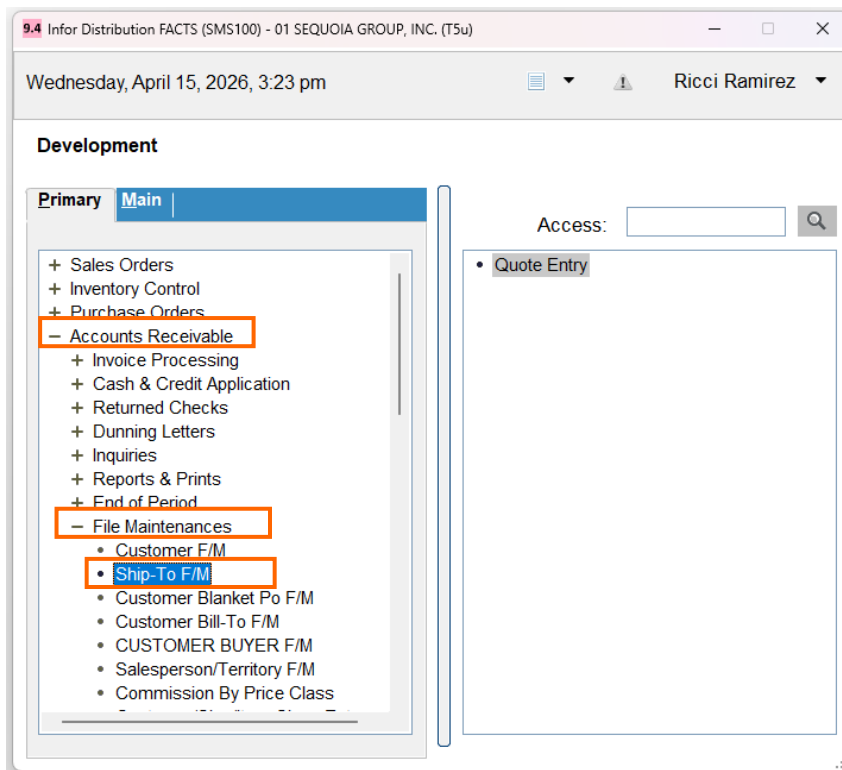 9.4 Infor Distribution FACTS (SMS100) - 01 SEQUOIA GROUP, INC. (T5u)
Wednesday, April 15, 2026, 3:23 pm
Ricci Ramirez
Development
Primary Main
Access:
+ Sales Orders
+ Inventory Control
+ Purchase Orders
− Accounts Receivable
+ Invoice Processing
+ Cash & Credit Application
+ Returned Checks
+ Dunning Letters
+ Inquiries
+ Reports & Prints
+ End of Period
− File Maintenances
• Customer F/M
• Ship-To F/M
• Customer Blanket Po F/M
• Customer Bill-To F/M
• CUSTOMER BUYER F/M
• Salesperson/Territory F/M
• Commission By Price Class
• Quote Entry